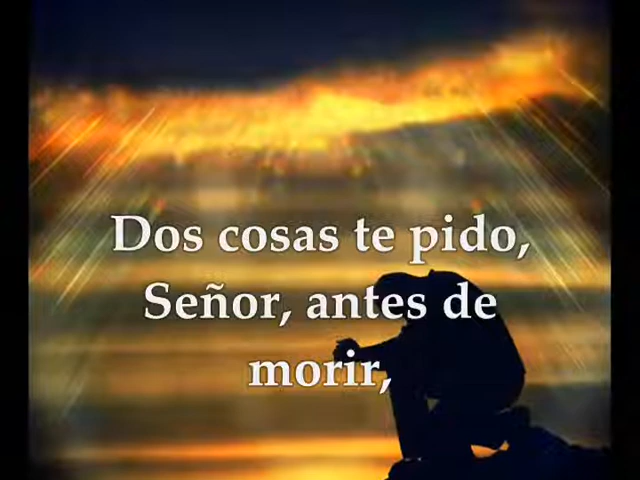 Dos cosas te pido,
Señor, antes de
morir,